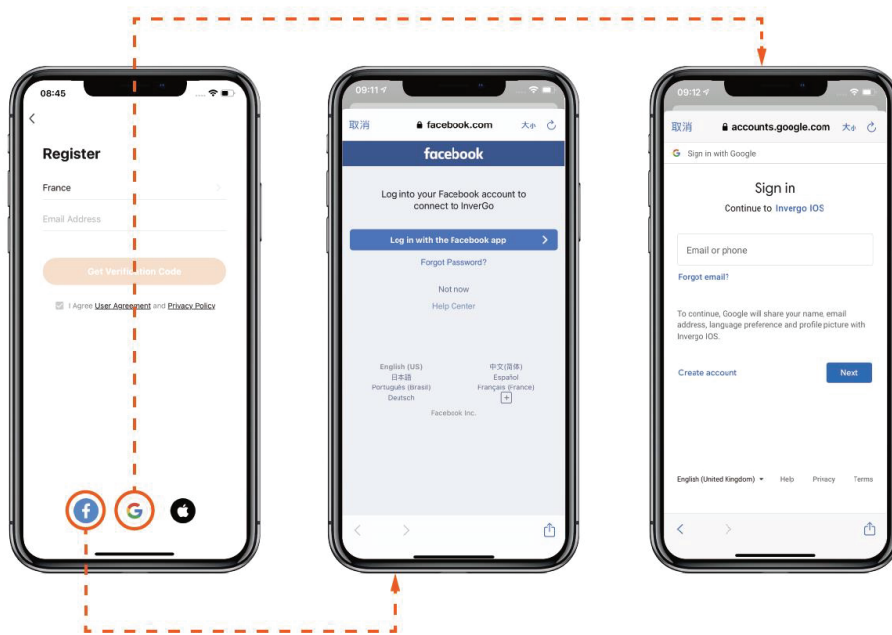 08:45
Register
France
Email Address
Get Verification Code
I Agree User Agreement and Privacy Policy
09:11
取消
facebook.com
大小
facebook
Log into your Facebook account to
connect to InverGo
Log in with the Facebook app
Forgot Password?
Not now
Help Center
English (US)
中文(简体)
日本語
Español
Português (Brasil)
Français (France)
Deutsch
Facebook Inc.
09:12
取消
accounts.google.com
大小
Sign in with Google
Sign in
Continue to Invergo IOS
Email or phone
Forgot email?
To continue, Google will share your name, email
address, language preference and profile picture with
Invergo IOS.
Create account
Next
English (United Kingdom)
Help
Privacy
Terms